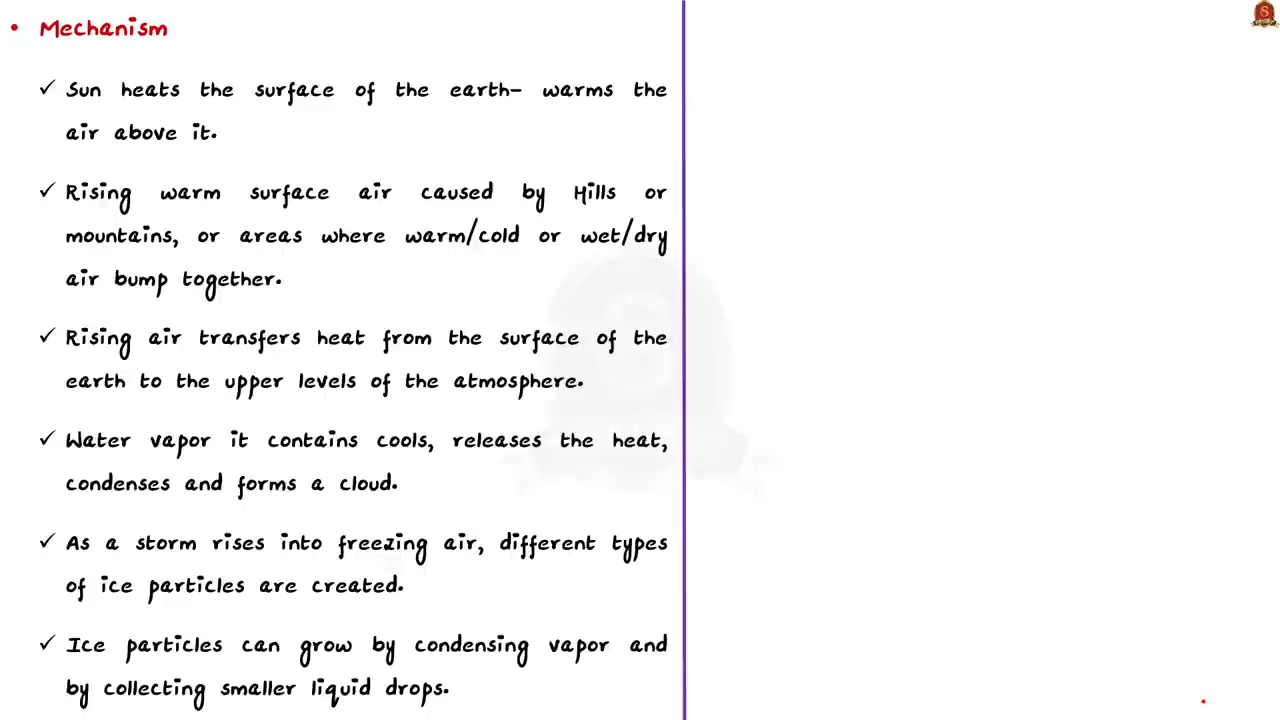 • Mechanism
✓ Sun heats the surface of the earth- warms the
air above it.
✓ Rising warm surface air caused by Hills or
mountains, or areas where warm/cold or wet/dry
air bump together.
✓ Rising air transfers heat from the surface of the
earth to the upper levels of the atmosphere.
✓ Water vapor it contains cools, releases the heat,
condenses and forms a cloud.
✓ As a storm rises into freezing air, different types
of ice particles are created.
✓ Ice particles can grow by condensing vapor and
by collecting smaller liquid drops.